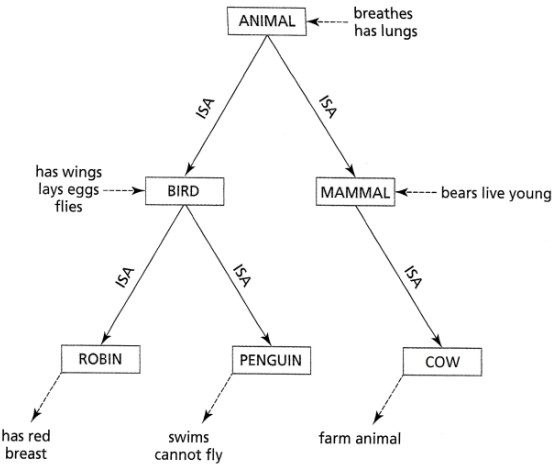 ANIMAL
breathes
has lungs
ISA
ISA
has wings
lays eggs
flies
BIRD
MAMMAL
bears live young
ISA
ISA
ISA
ROBIN
PENGUIN
COW
has red
breast
swims
cannot fly
farm animal